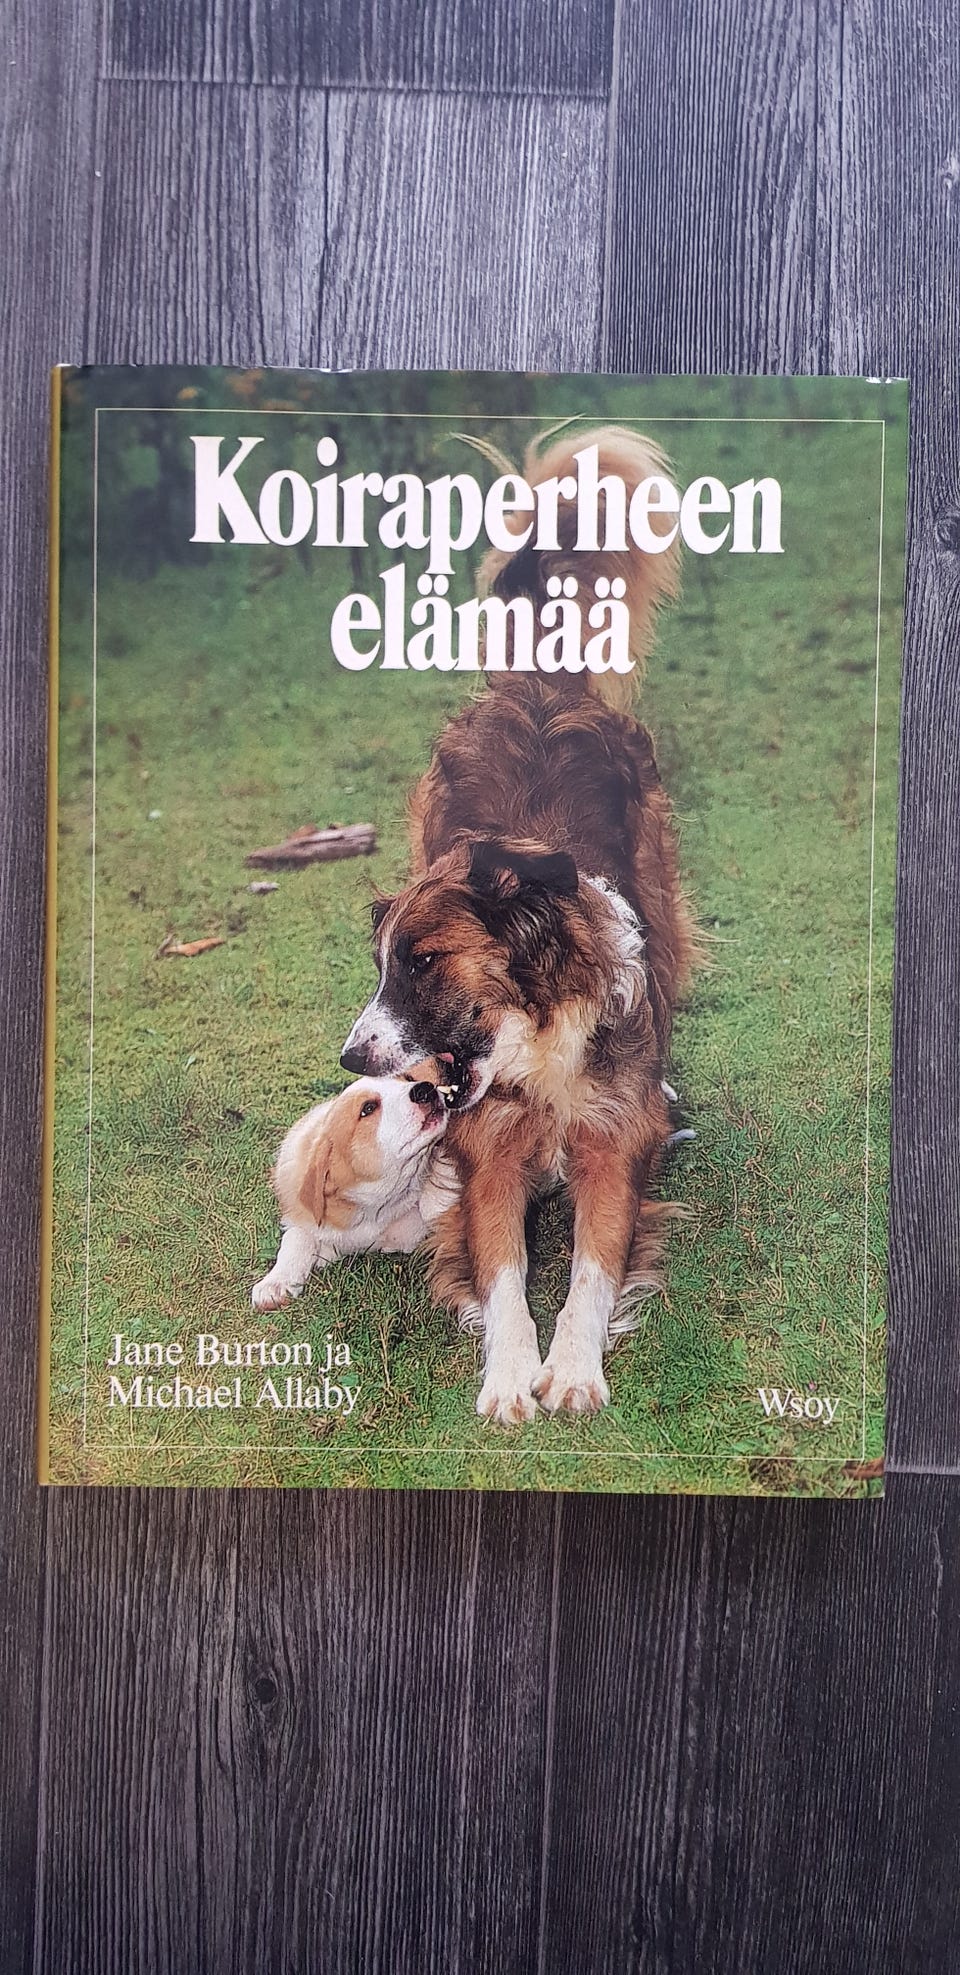 Koiraperheen
elämää
Jane Burton ja
Michael Allaby
Wsoy